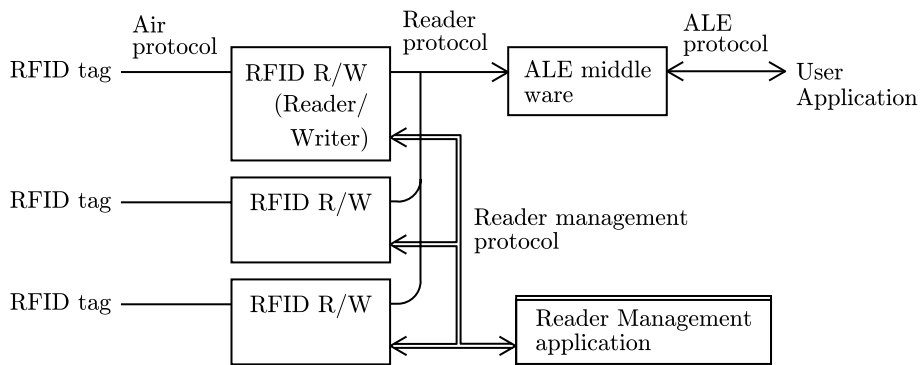 Air
protocol
Reader
protocol
ALE
protocol
RFID tag
RFID R/W
(Reader/
Writer)
ALE middle
ware
User
Application
RFID tag
RFID R/W
Reader management
protocol
RFID tag
RFID R/W
Reader Management
application